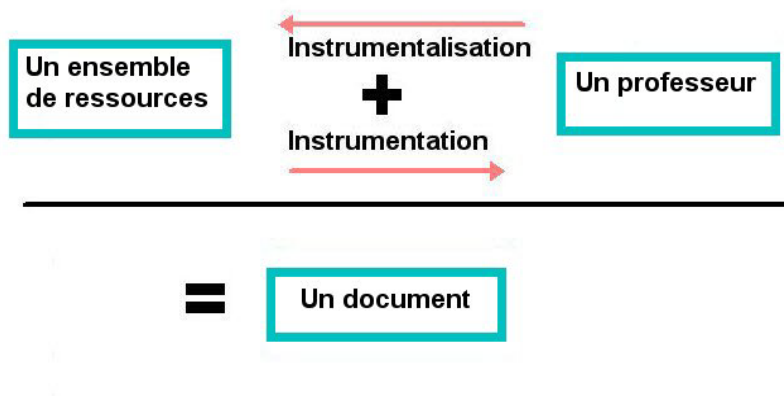 Instrumentalisation
Un ensemble
de ressources
+
Un professeur
Instrumentation
=
Un document